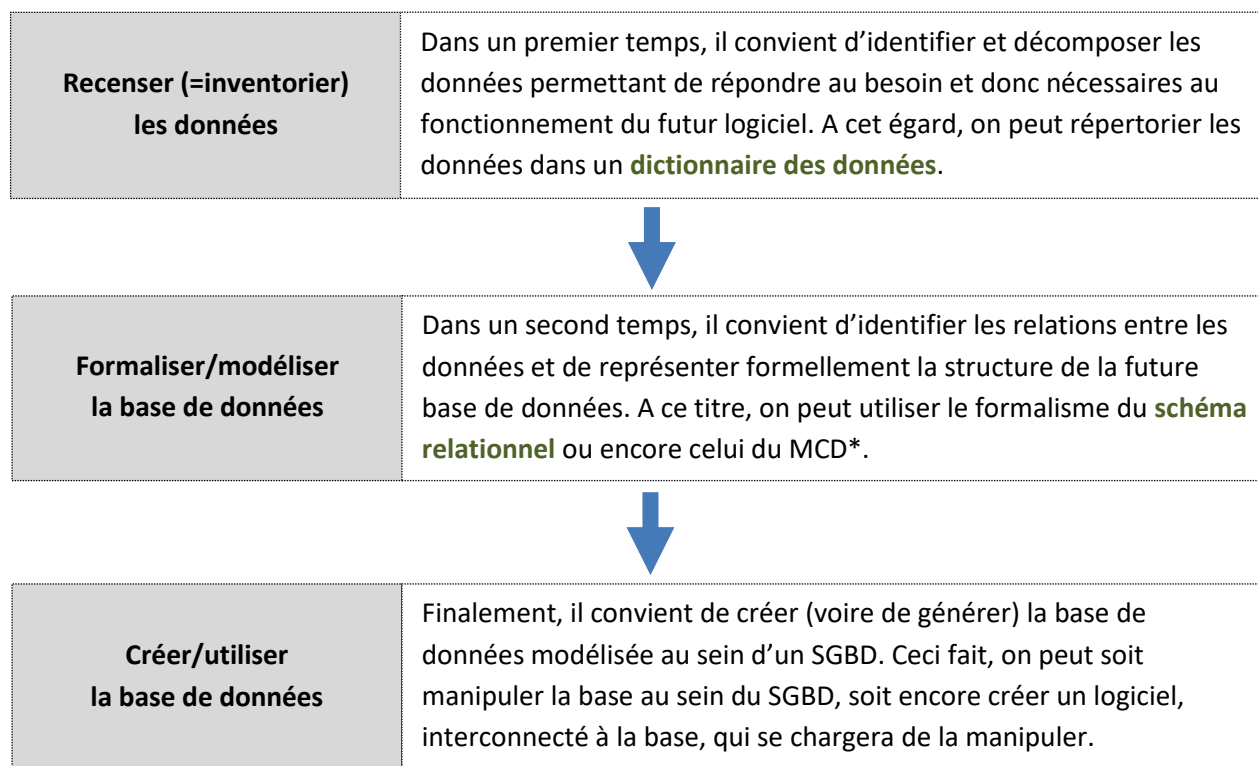 Recenser (=inventorier)
les données
Dans un premier temps, il convient d’identifier et décomposer les
données permettant de répondre au besoin et donc nécessaires au
fonctionnement du futur logiciel. A cet égard, on peut répertorier les
données dans un dictionnaire des données.
Formaliser/modéliser
la base de données
Dans un second temps, il convient d’identifier les relations entre les
données et de représenter formellement la structure de la future
base de données. A ce titre, on peut utiliser le formalisme du schéma
relationnel ou encore celui du MCD*.
Créer/utiliser
la base de données
Finalement, il convient de créer (voire de générer) la base de
données modélisée au sein d’un SGBD. Ceci fait, on peut soit
manipuler la base au sein du SGBD, soit encore créer un logiciel,
interconnecté à la base, qui se chargera de la manipuler.